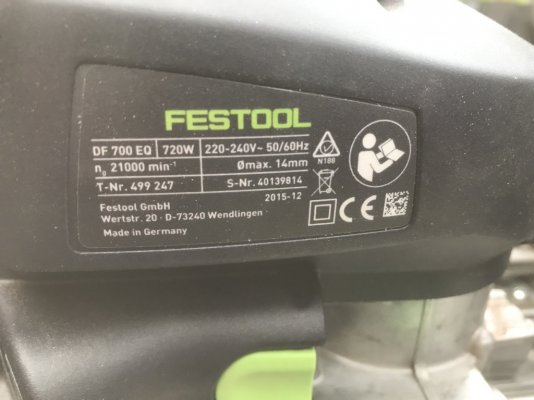 FESTOOL
DF 700 EQ 720W 220-240V~ 50/60Hz
n₀ 21000 min⁻¹ Ømax. 14mm
N188
T-Nr. 499 247 S-Nr. 40139814
2015-12
Festool GmbH
Wertstr. 20 · D-73240 Wendlingen
Made in Germany
CE